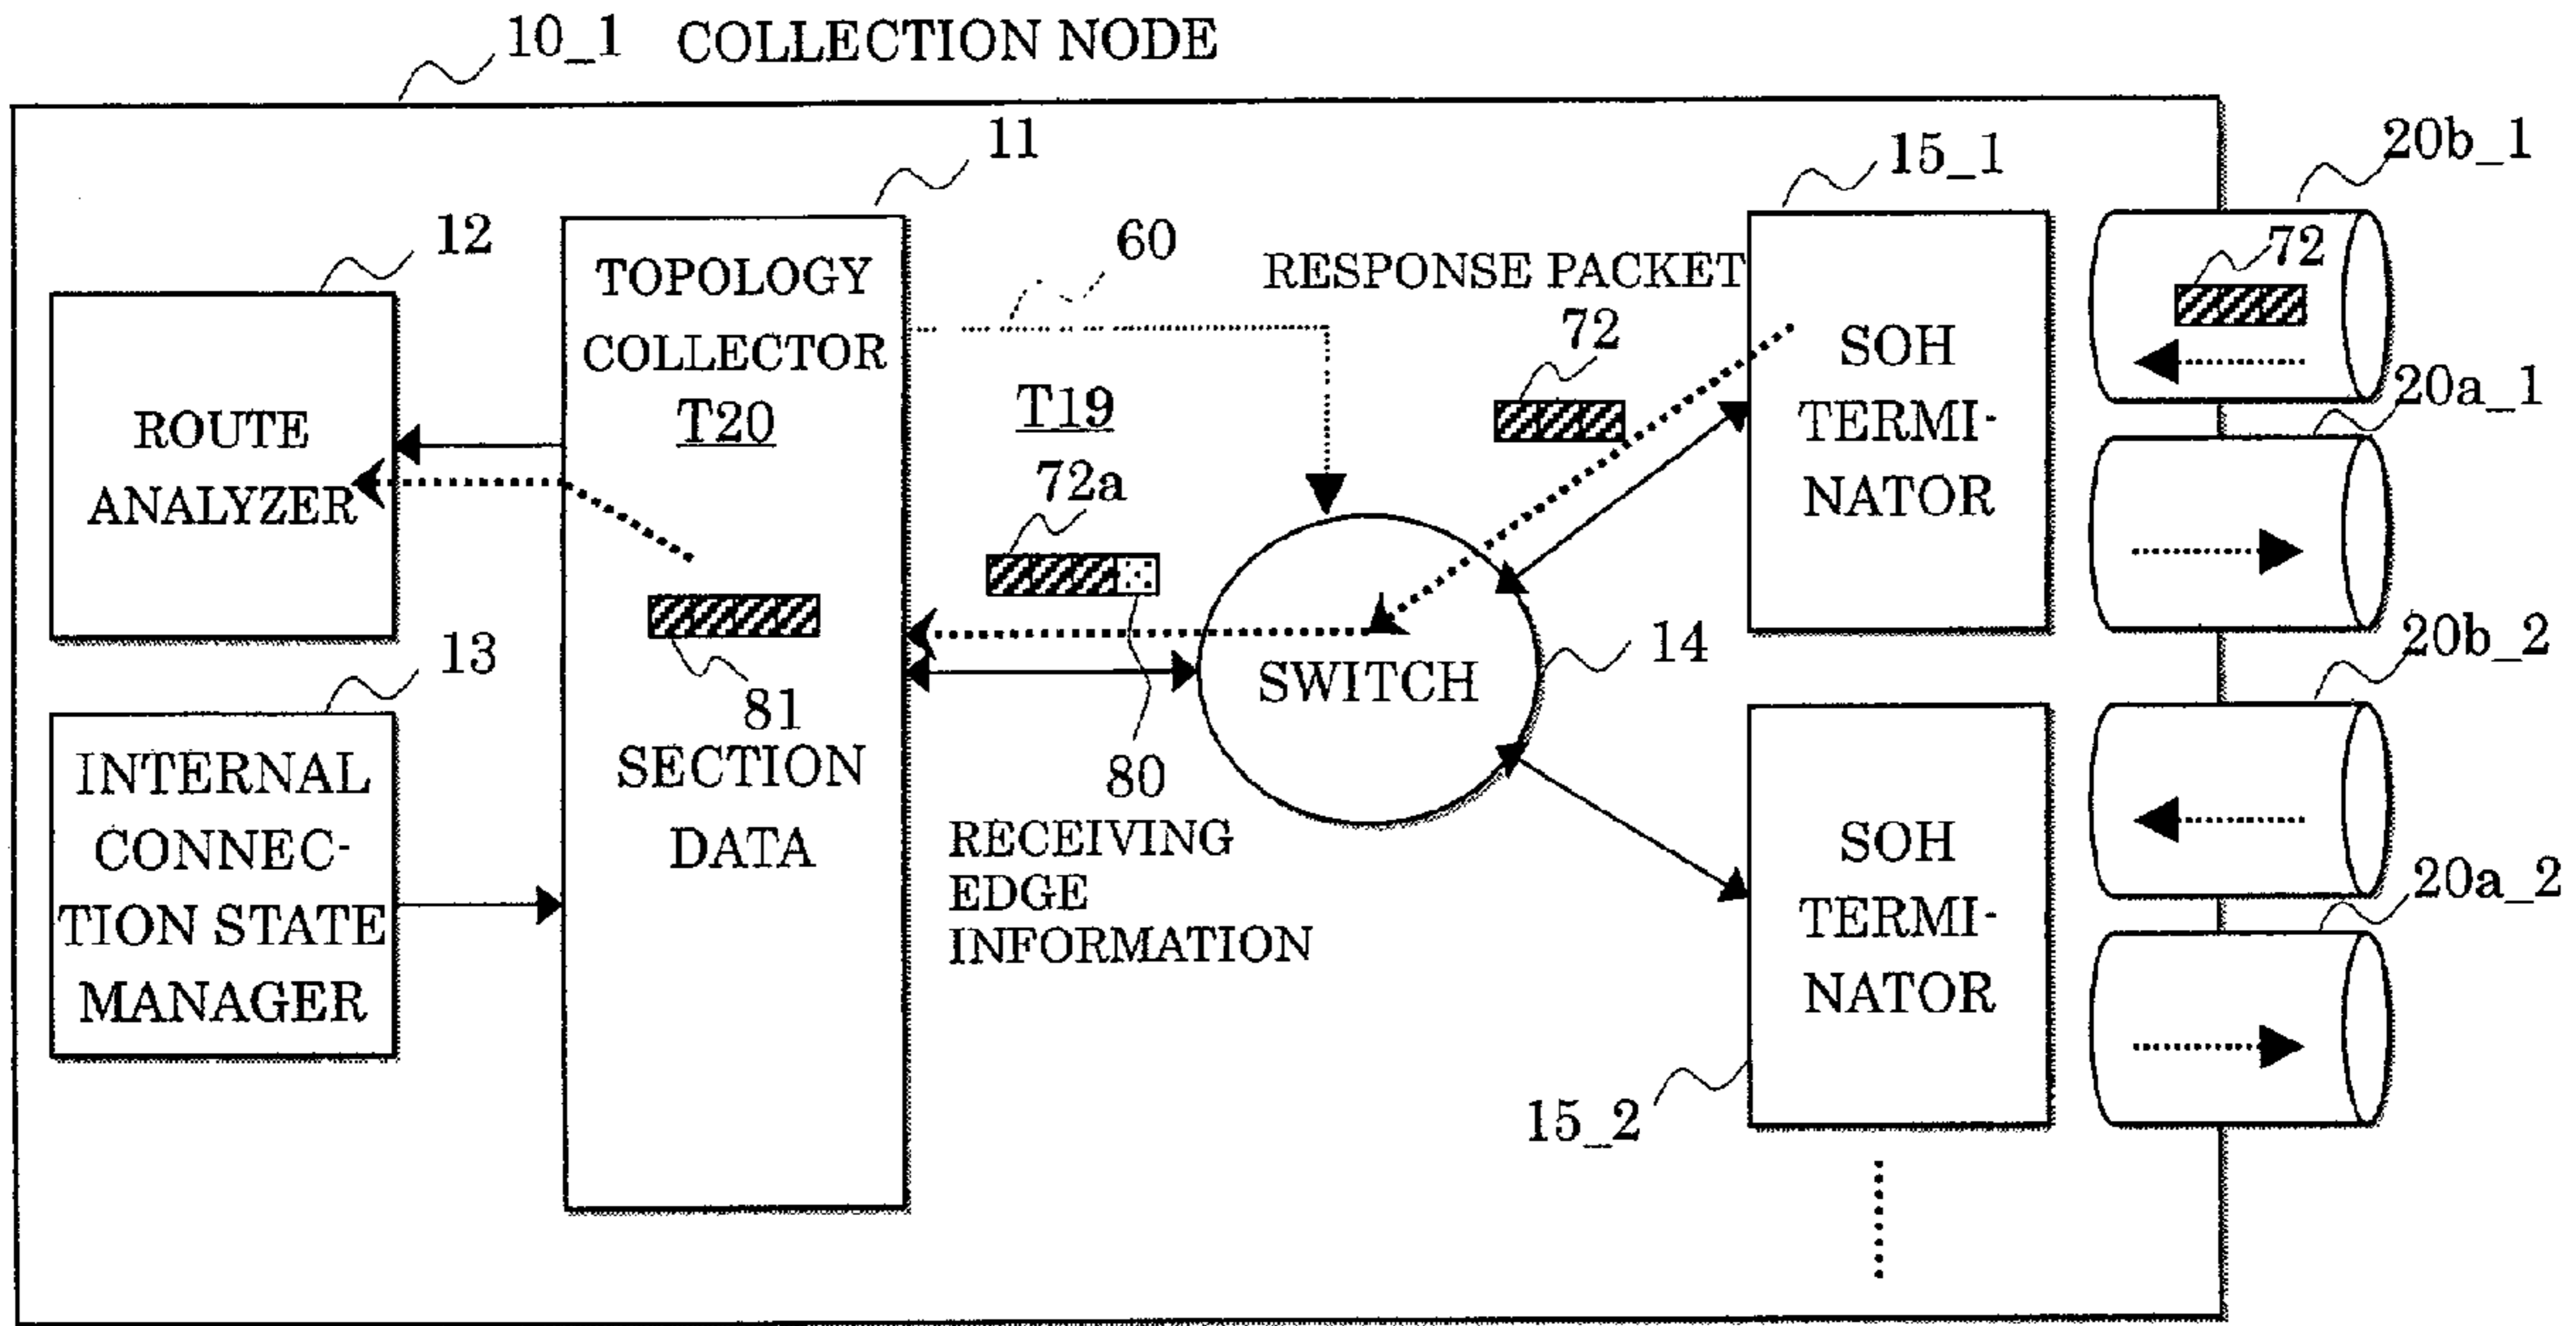 10_1 COLLECTION NODE
11
15_1
20b_1
12
60
RESPONSE PACKET
72
72
TOPOLOGY
COLLECTOR
T20
T19
72a
ROUTE
ANALYZER
SOH
TERMI-
NATOR
20a_1
13
81
SECTION
DATA
80
RECEIVING
EDGE
INFORMATION
SWITCH
14
20b_2
INTERNAL
CONNEC-
TION STATE
MANAGER
SOH
TERMI-
NATOR
15_2
20a_2